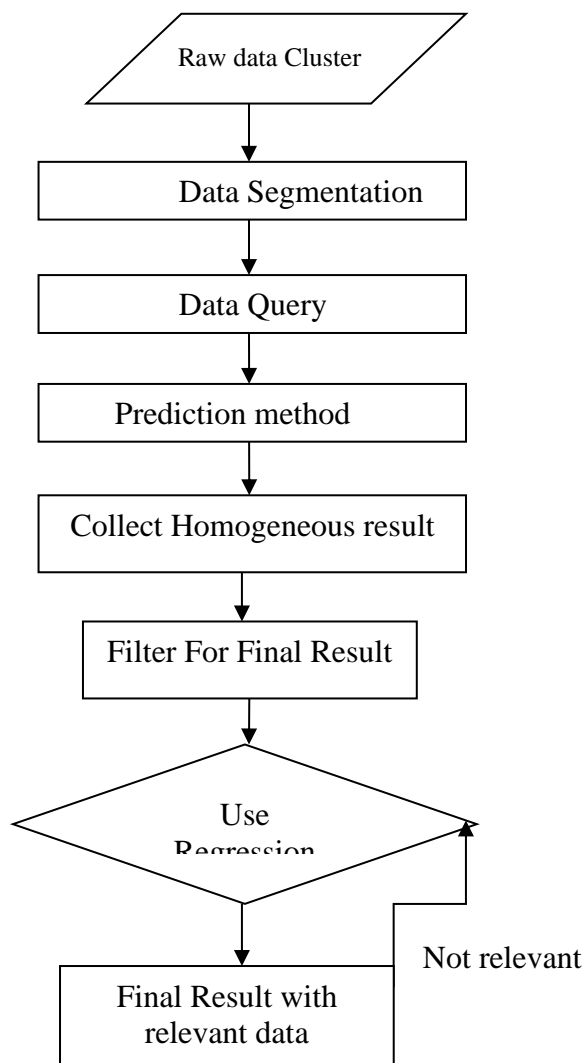 Raw data Cluster
Data Segmentation
Data Query
Prediction method
Collect Homogeneous result
Filter For Final Result
Use
Regression
Not relevant
Final Result with
relevant data